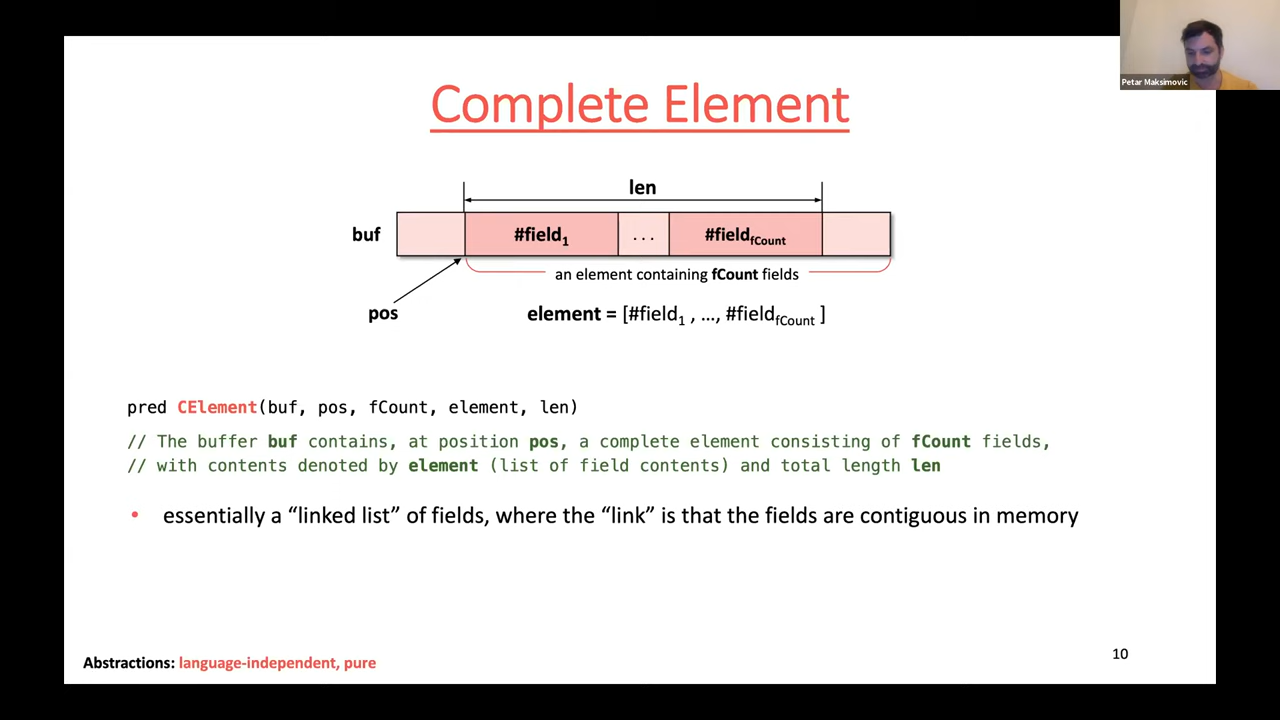 Petar Maksimovic
Complete Element
len
buf
#field1
...
#fieldfCount
an element containing fCount fields
pos
element = [#field1 , …, #fieldfCount ]
pred CElement(buf, pos, fCount, element, len)
// The buffer buf contains, at position pos, a complete element consisting of fCount fields,
// with contents denoted by element (list of field contents) and total length len
• essentially a “linked list” of fields, where the “link” is that the fields are contiguous in memory
Abstractions: language-independent, pure
10